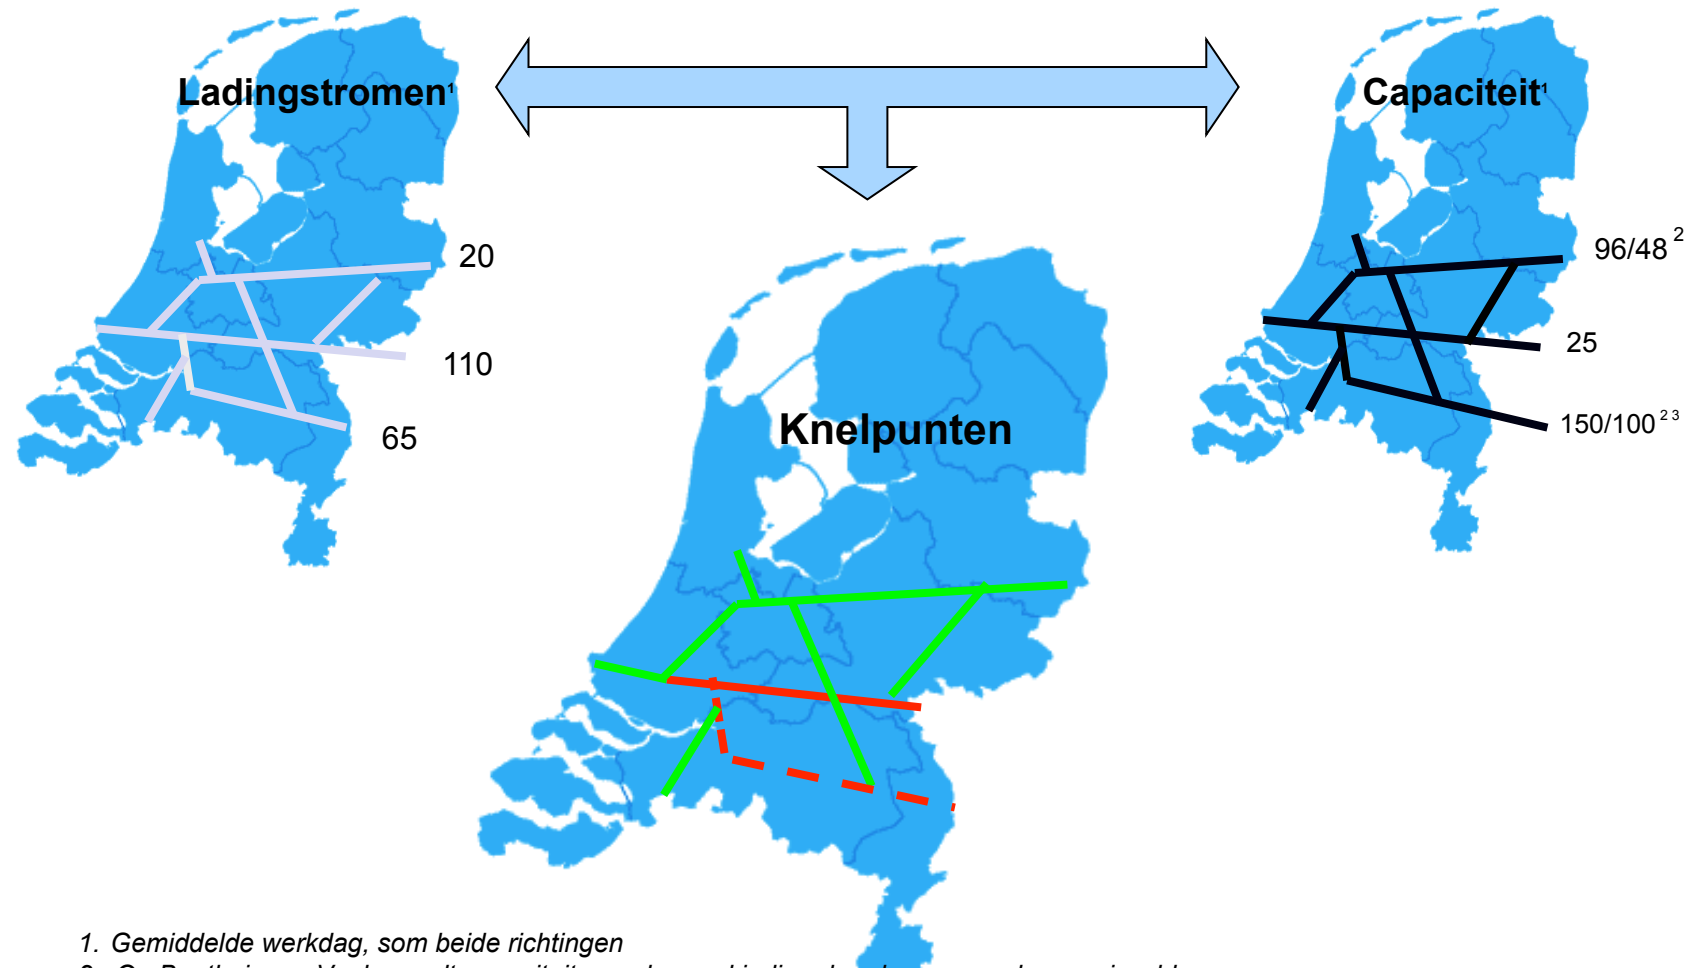 Ladingstromen¹
Capaciteit¹
20
110
65
96/48 ²
25
150/100 ² ³
Knelpunten
1. Gemiddelde werkdag, som beide richtingen